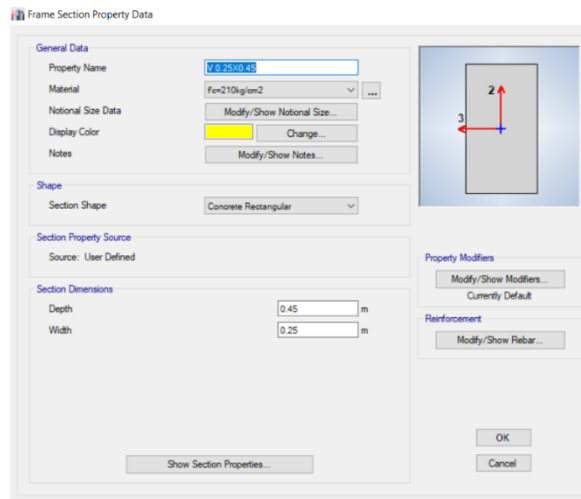 Frame Section Property Data
General Data
Property Name V 0.25X0.45
Material f'c=210kg/cm2 ...
Notional Size Data Modify/Show Notional Size...
Display Color Change...
Notes Modify/Show Notes...
2
3
Shape
Section Shape Concrete Rectangular
Section Property Source
Source: User Defined
Property Modifiers
Modify/Show Modifiers...
Currently Default
Section Dimensions
Depth 0.45 m
Width 0.25 m
Reinforcement
Modify/Show Rebar...
OK
Show Section Properties...
Cancel